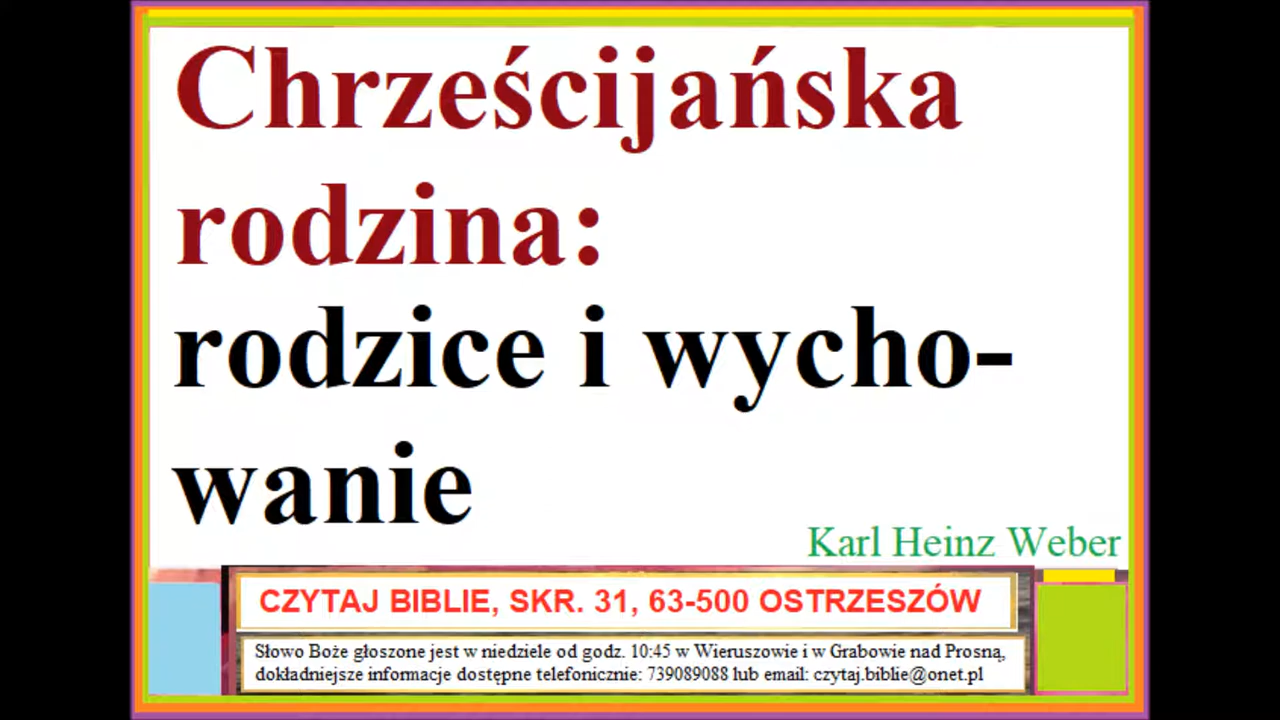 Chrześcijańska
rodzina:
rodzice i wycho-
wanie
Karl Heinz Weber
CZYTAJ BIBLIE, SKR. 31, 63-500 OSTRZESZÓW
Słowo Boże głoszone jest w niedziele od godz. 10:45 w Wieruszowie i w Grabowie nad Prosną,
dokładniejsze informacje dostępne telefonicznie: 739089088 lub email: czytaj.biblie@onet.pl